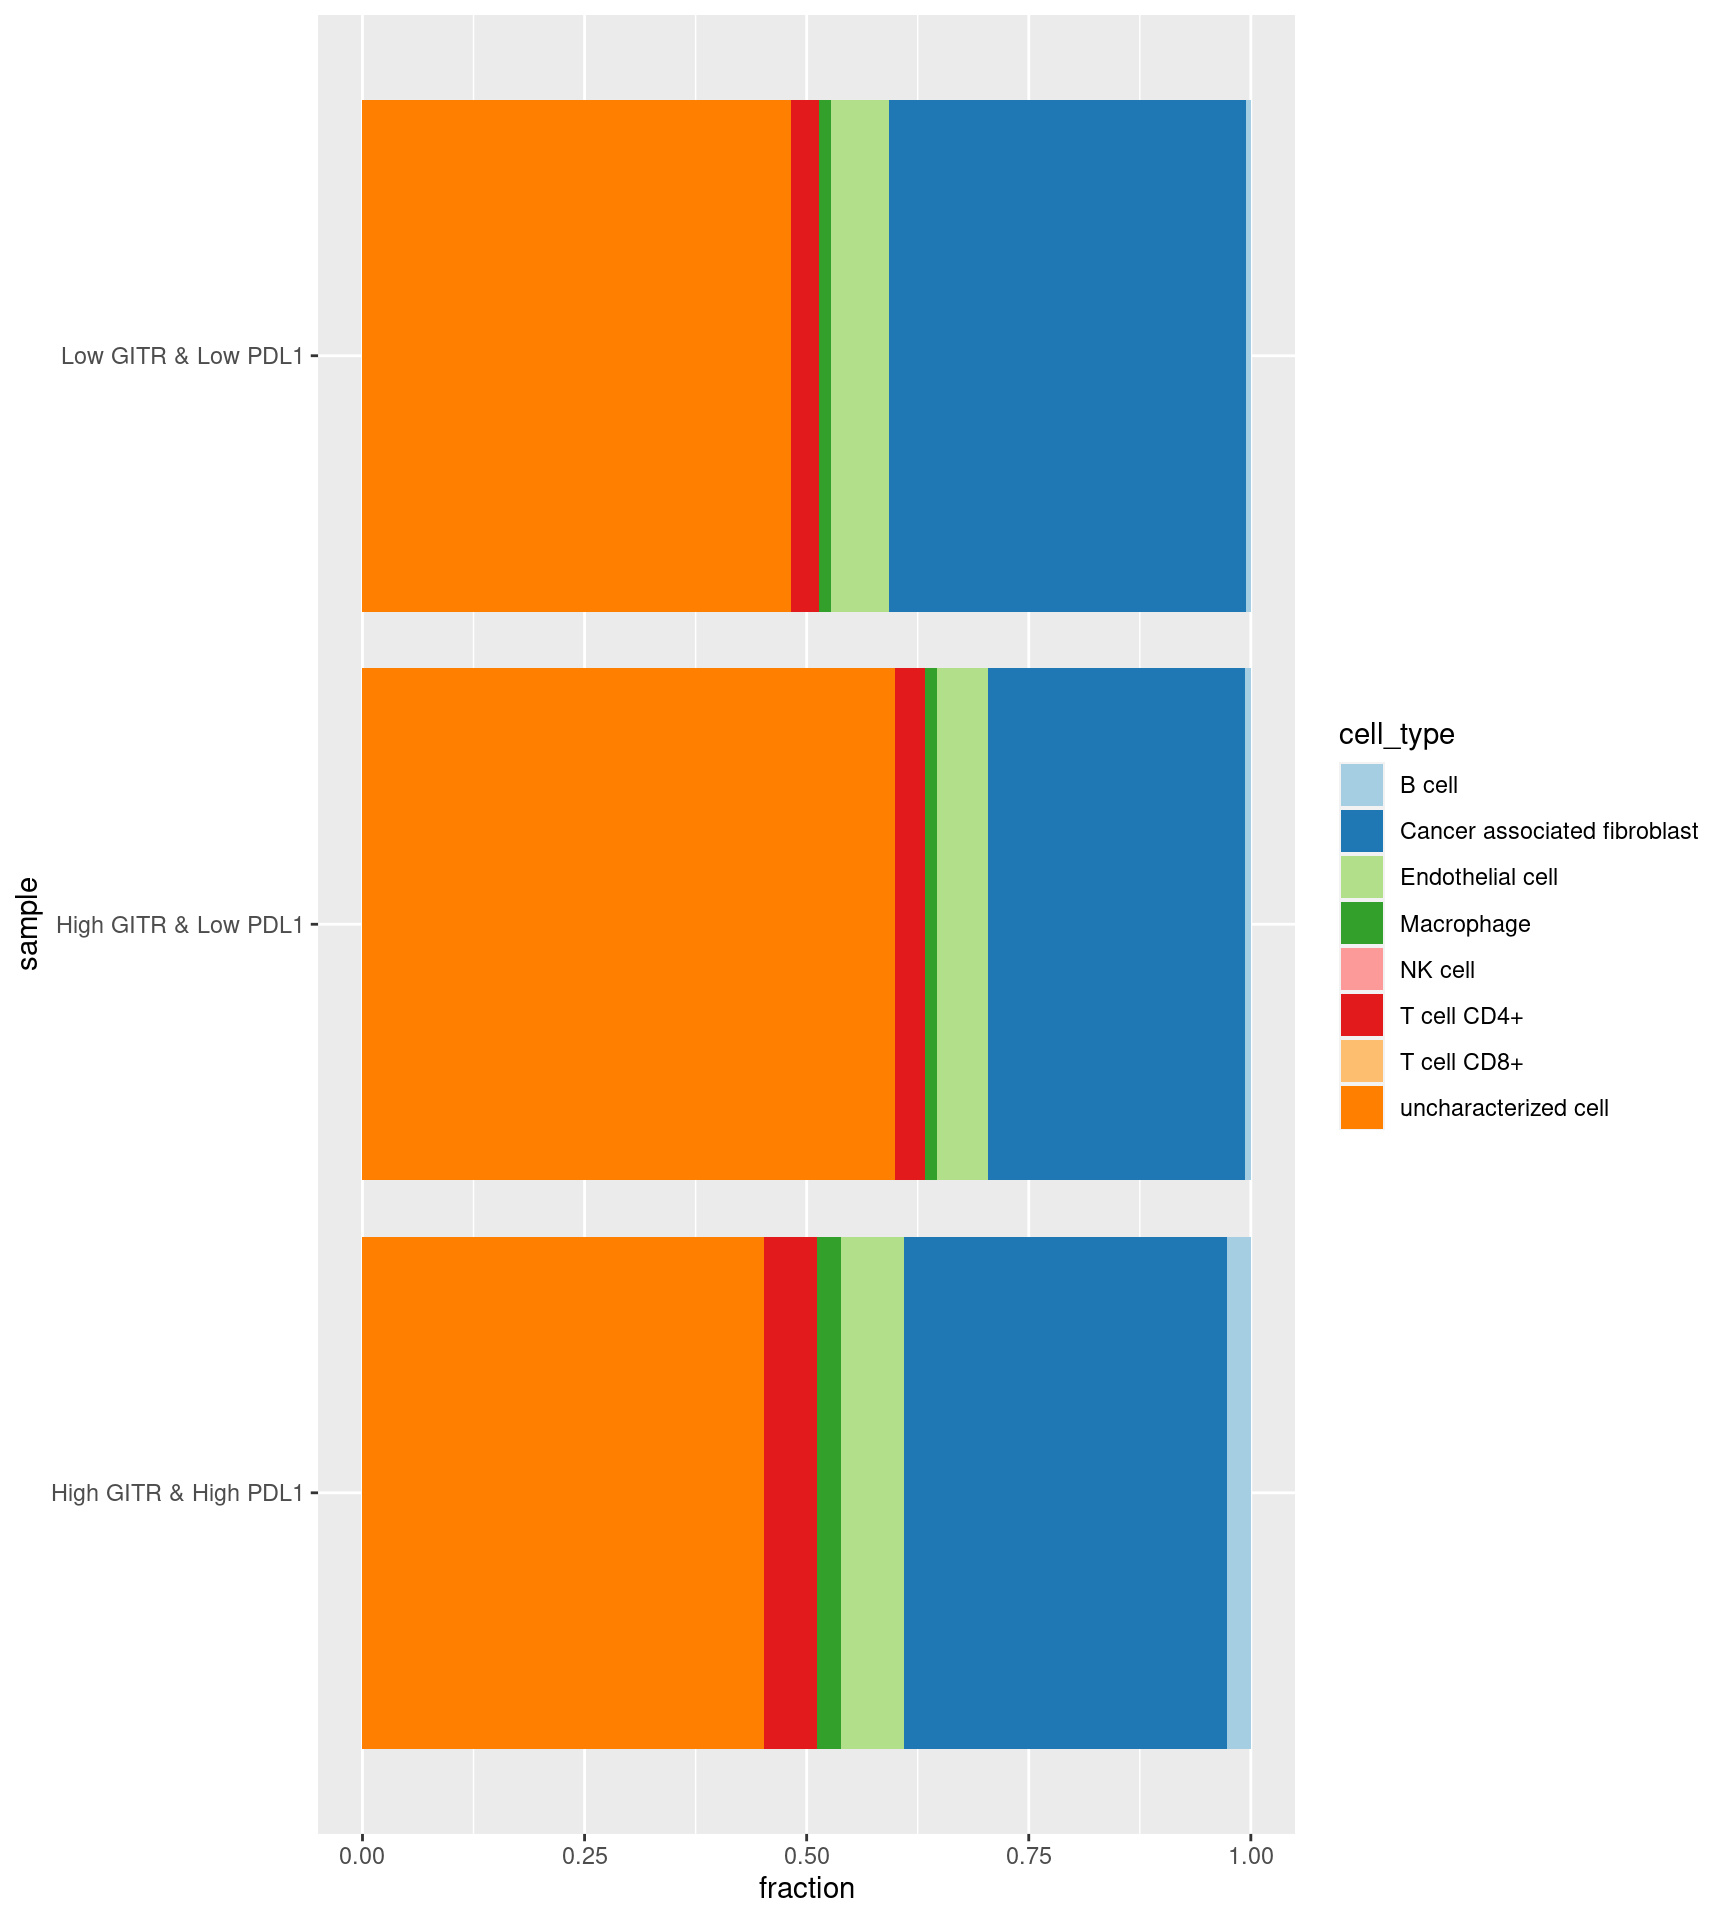 Low GITR & Low PDL1
High GITR & Low PDL1
High GITR & High PDL1
sample
0.00 0.25 0.50 0.75 1.00
fraction
cell_type
B cell
Cancer associated fibroblast
Endothelial cell
Macrophage
NK cell
T cell CD4+
T cell CD8+
uncharacterized cell